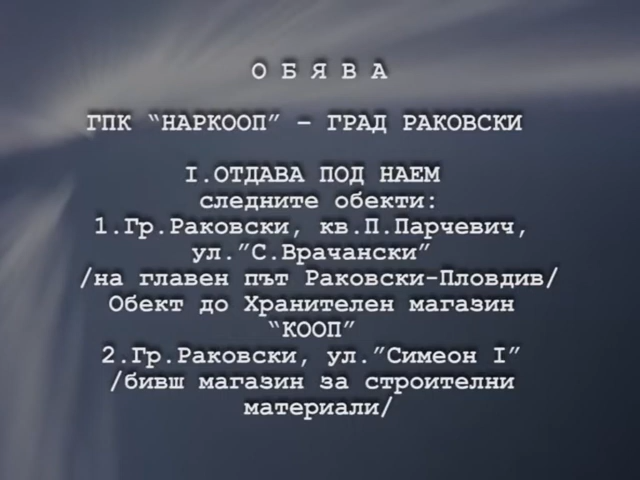 О Б Я В А
ГПК “НАРКООП” – ГРАД РАКОВСКИ
I.ОТДАВА ПОД НАЕМ
следните обекти:
1.Гр.Раковски, кв.П.Парчевич,
ул.”С.Врачански”
/на главен път Раковски-Пловдив/
Обект до Хранителен магазин
“КООП”
2.Гр.Раковски, ул.”Симеон I”
/бивш магазин за строителни
материали/